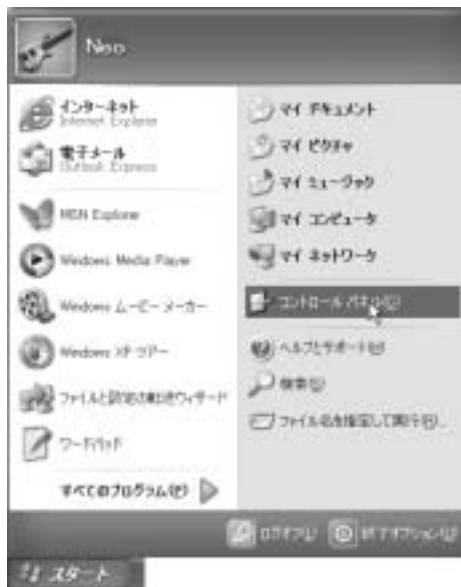 Neo
インターネット
Internet Explorer
電子メール
Outlook Express
MSN Explorer
Windows Media Player
Windows ムービー メーカー
Windows XP ツアー
ファイルと設定の転送ウィザード
ワードパッド
すべてのプログラム(P)
マイ ドキュメント
マイ ピクチャ
マイ ミュージック
マイ コンピュータ
マイ ネットワーク
コントロール パネル(C)
ヘルプとサポート(H)
検索(S)
ファイル名を指定して実行(R)...
ログオフ(L)
終了オプション(U)
スタート